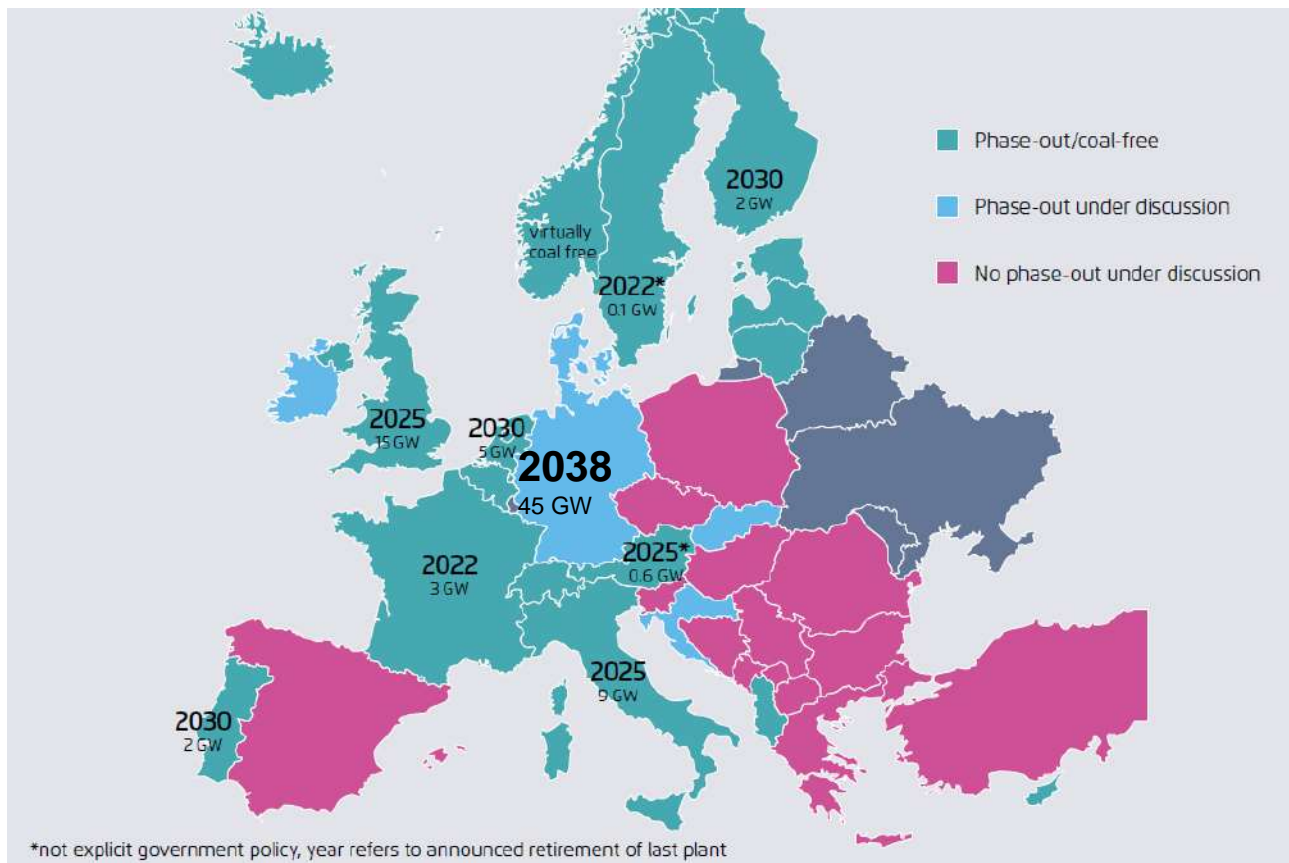 Phase-out/coal-free
Phase-out under discussion
No phase-out under discussion
2030
2 GW
virtually
coal free
2022*
0.1 GW
2025
15 GW
2030
5 GW
2038
45 GW
2025*
0.6 GW
2022
3 GW
2025
9 GW
2030
2 GW
*not explicit government policy, year refers to announced retirement of last plant